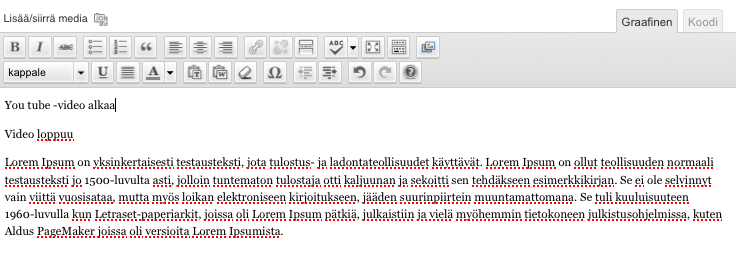 Lisää/siirrä media
Graafinen Koodi
B I ABC ABC
kappale U A
You tube -video alkaa
Video loppuu
Lorem Ipsum on yksinkertaisesti testausteksti, jota tulostus- ja ladontateollisuudet käyttävät. Lorem Ipsum on ollut teollisuuden normaali
testausteksti jo 1500-luvulta asti, jolloin tuntematon tulostaja otti kaljuunan ja sekoitti sen tehdäkseen esimerkkikirjan. Se ei ole selvinnyt
vain viittä vuosisataa, mutta myös loikan elektroniseen kirjoitukseen, jääden suurinpiirtein muuntamattomana. Se tuli kuuluisuuteen
1960-luvulla kun Letraset-paperiarkit, joissa oli Lorem Ipsum pätkiä, julkaistiin ja vielä myöhemmin tietokoneen julkistusohjelmissa, kuten
Aldus PageMaker joissa oli versioita Lorem Ipsumista.